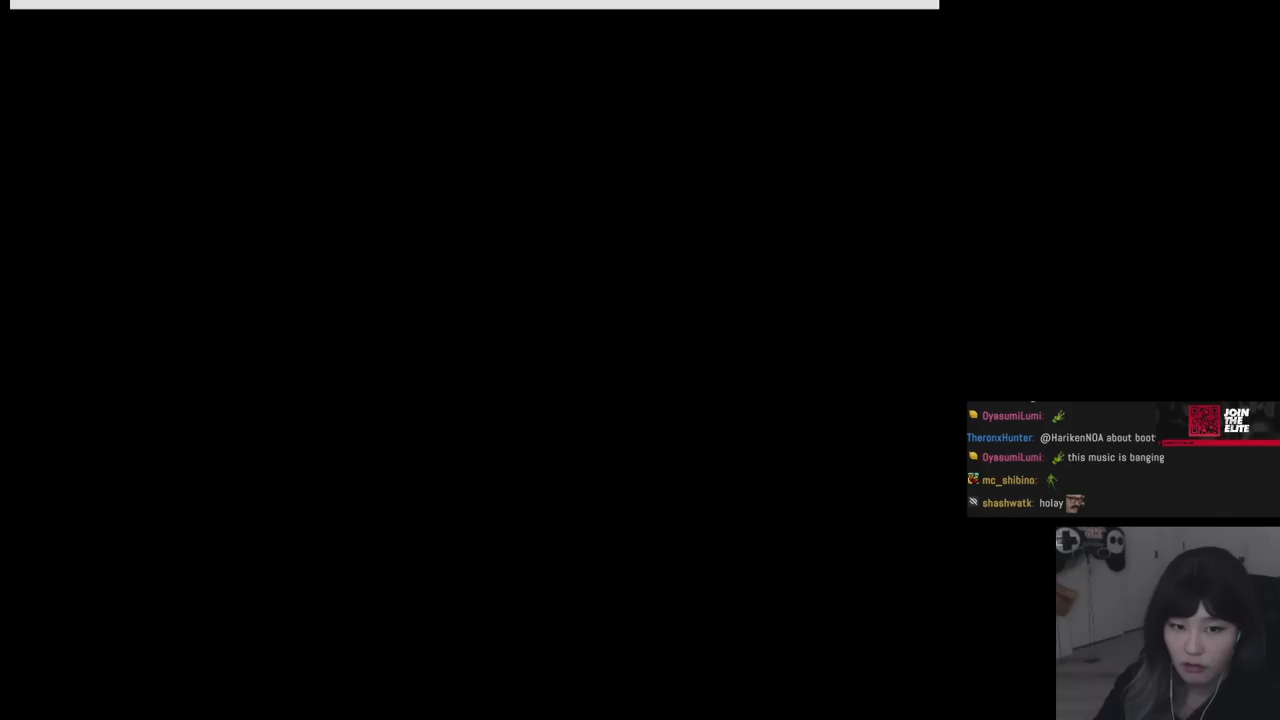 OyasumiLumi:
TheronxHunter: @HarikenNOA about boot
OyasumiLumi: this music is banging
mc_shibino:
shashwatk: holay
JOIN
THE
ELITE